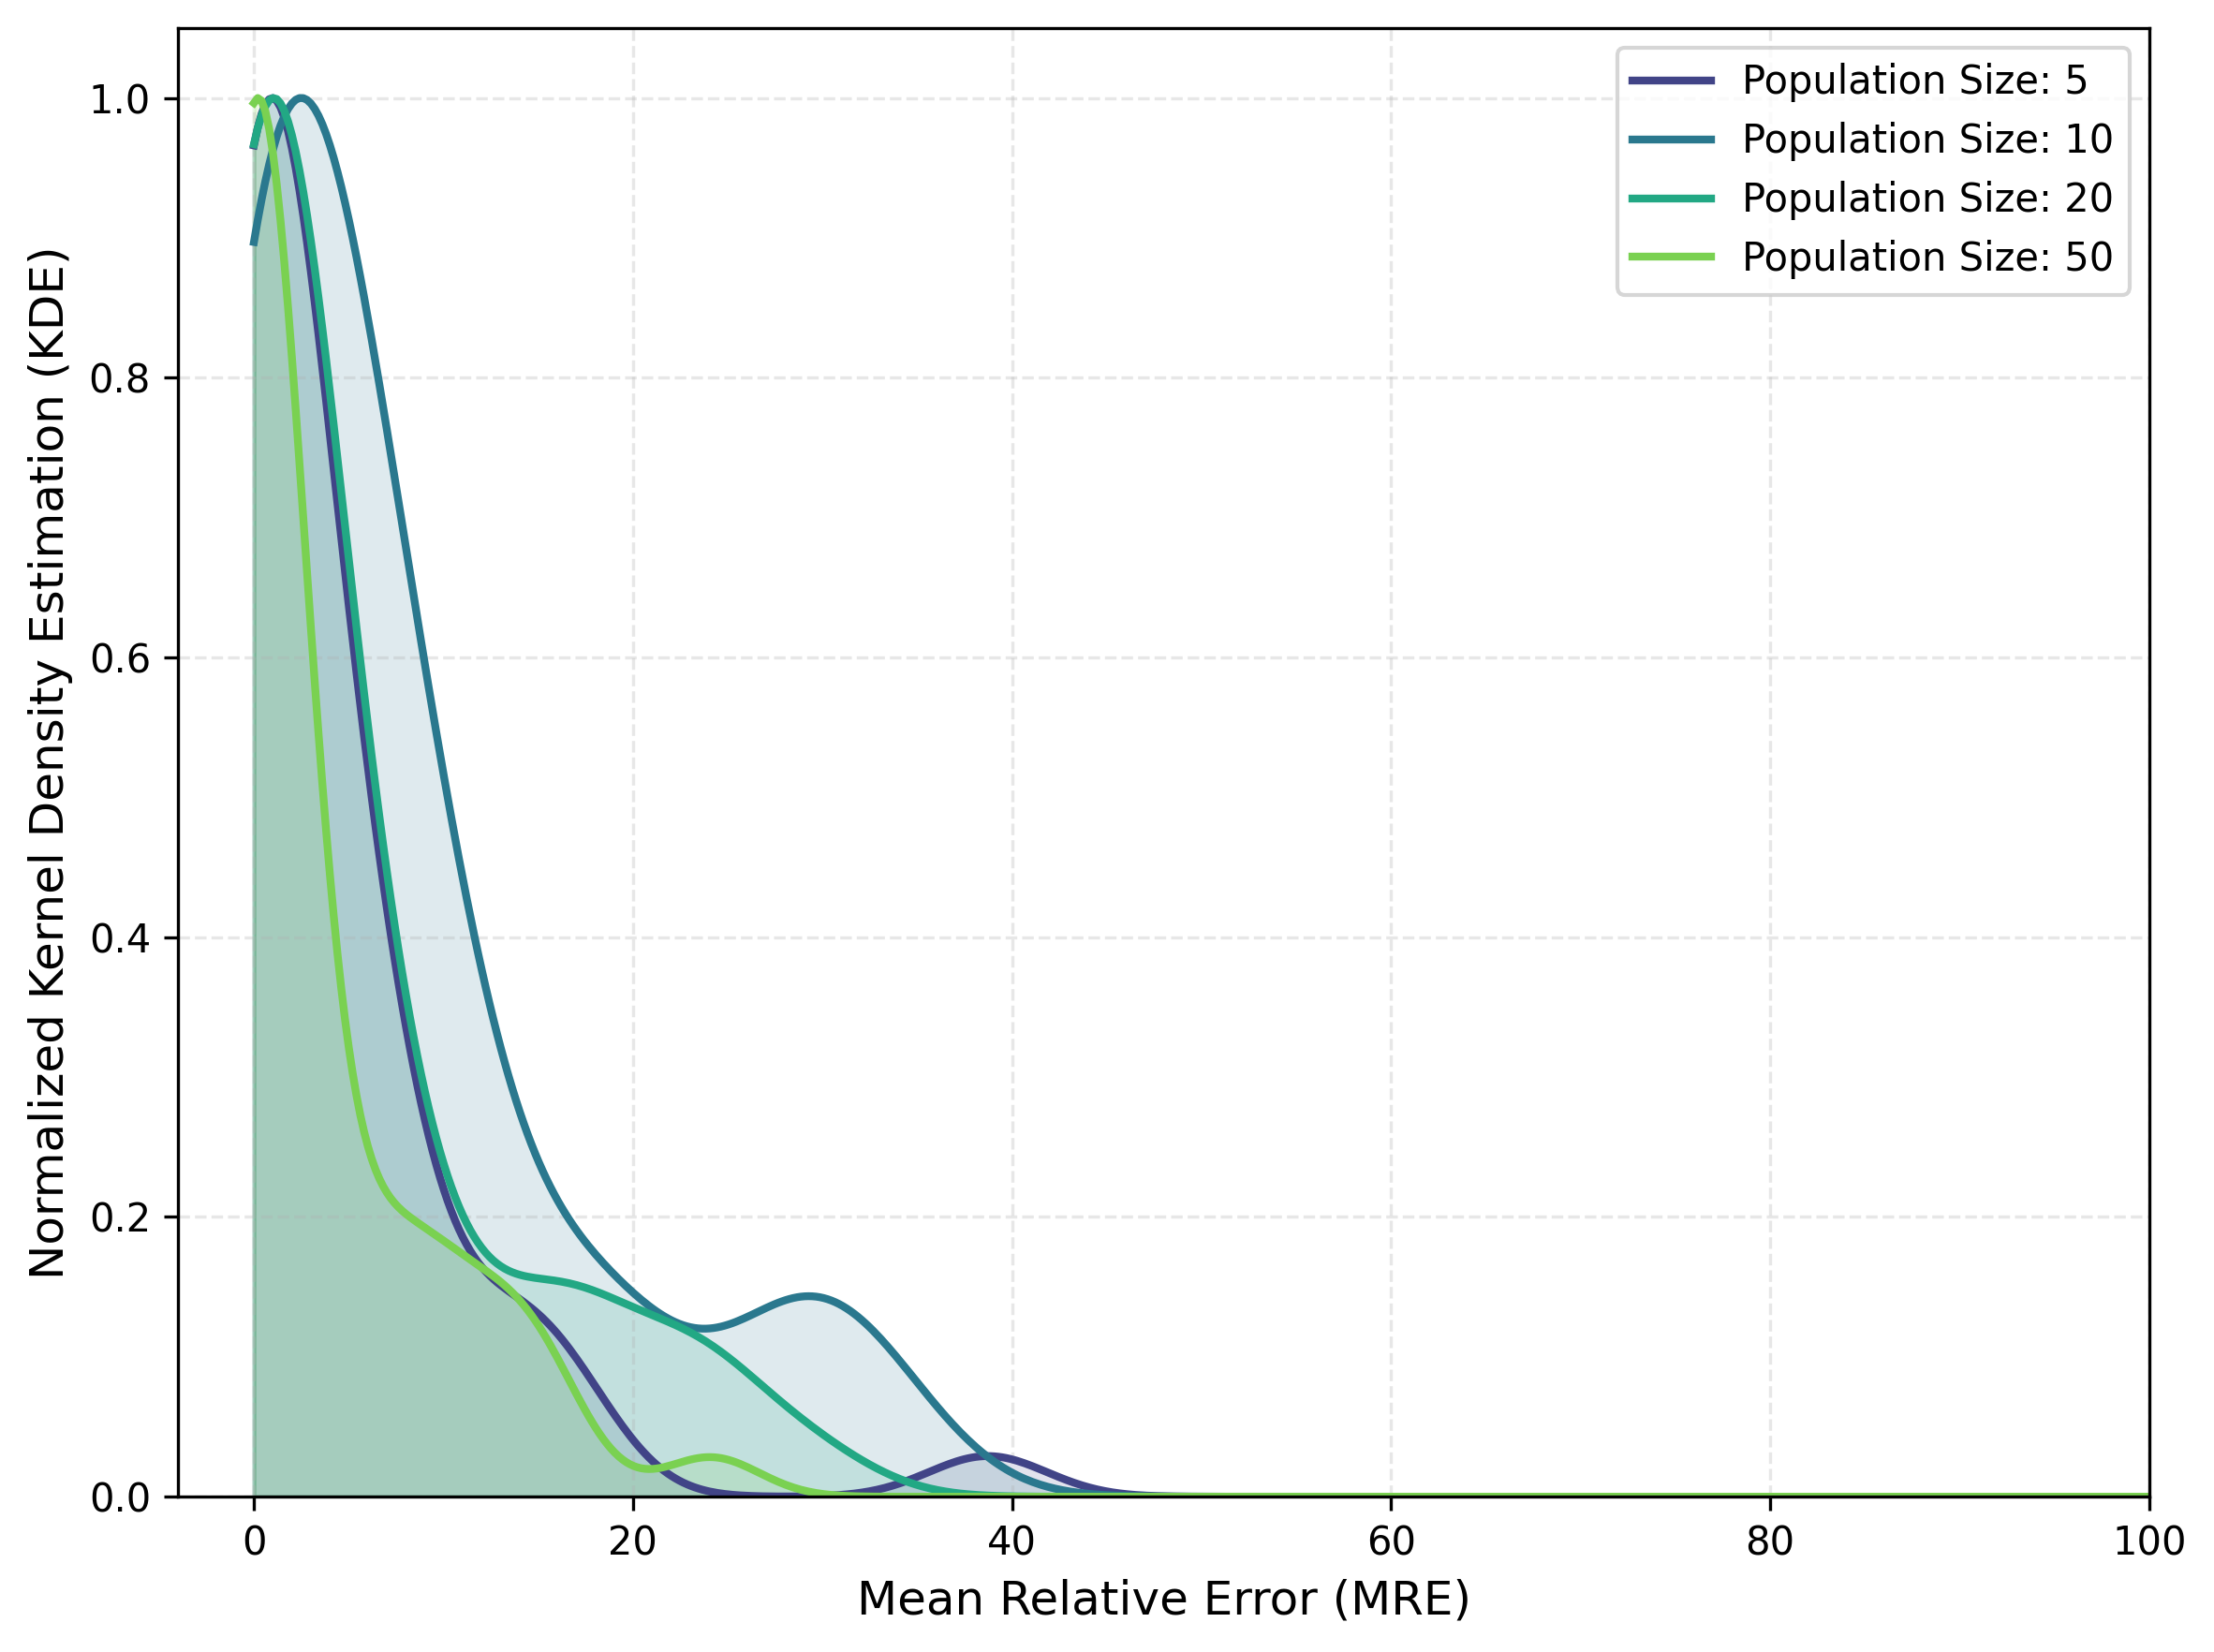 Population Size: 5
Population Size: 10
Population Size: 20
Population Size: 50
Normalized Kernel Density Estimation (KDE)
1.0
0.8
0.6
0.4
0.2
0.0
0 20 40 60 80 100
Mean Relative Error (MRE)